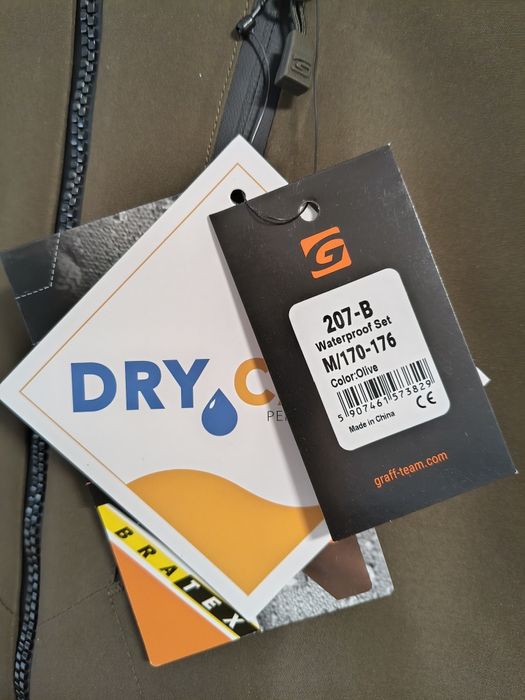 G
207-B
Waterproof Set
M/170-176
Color:Olive
5 907461 573829
Made in China
CE
graff-team.com
DRY
BRATEX